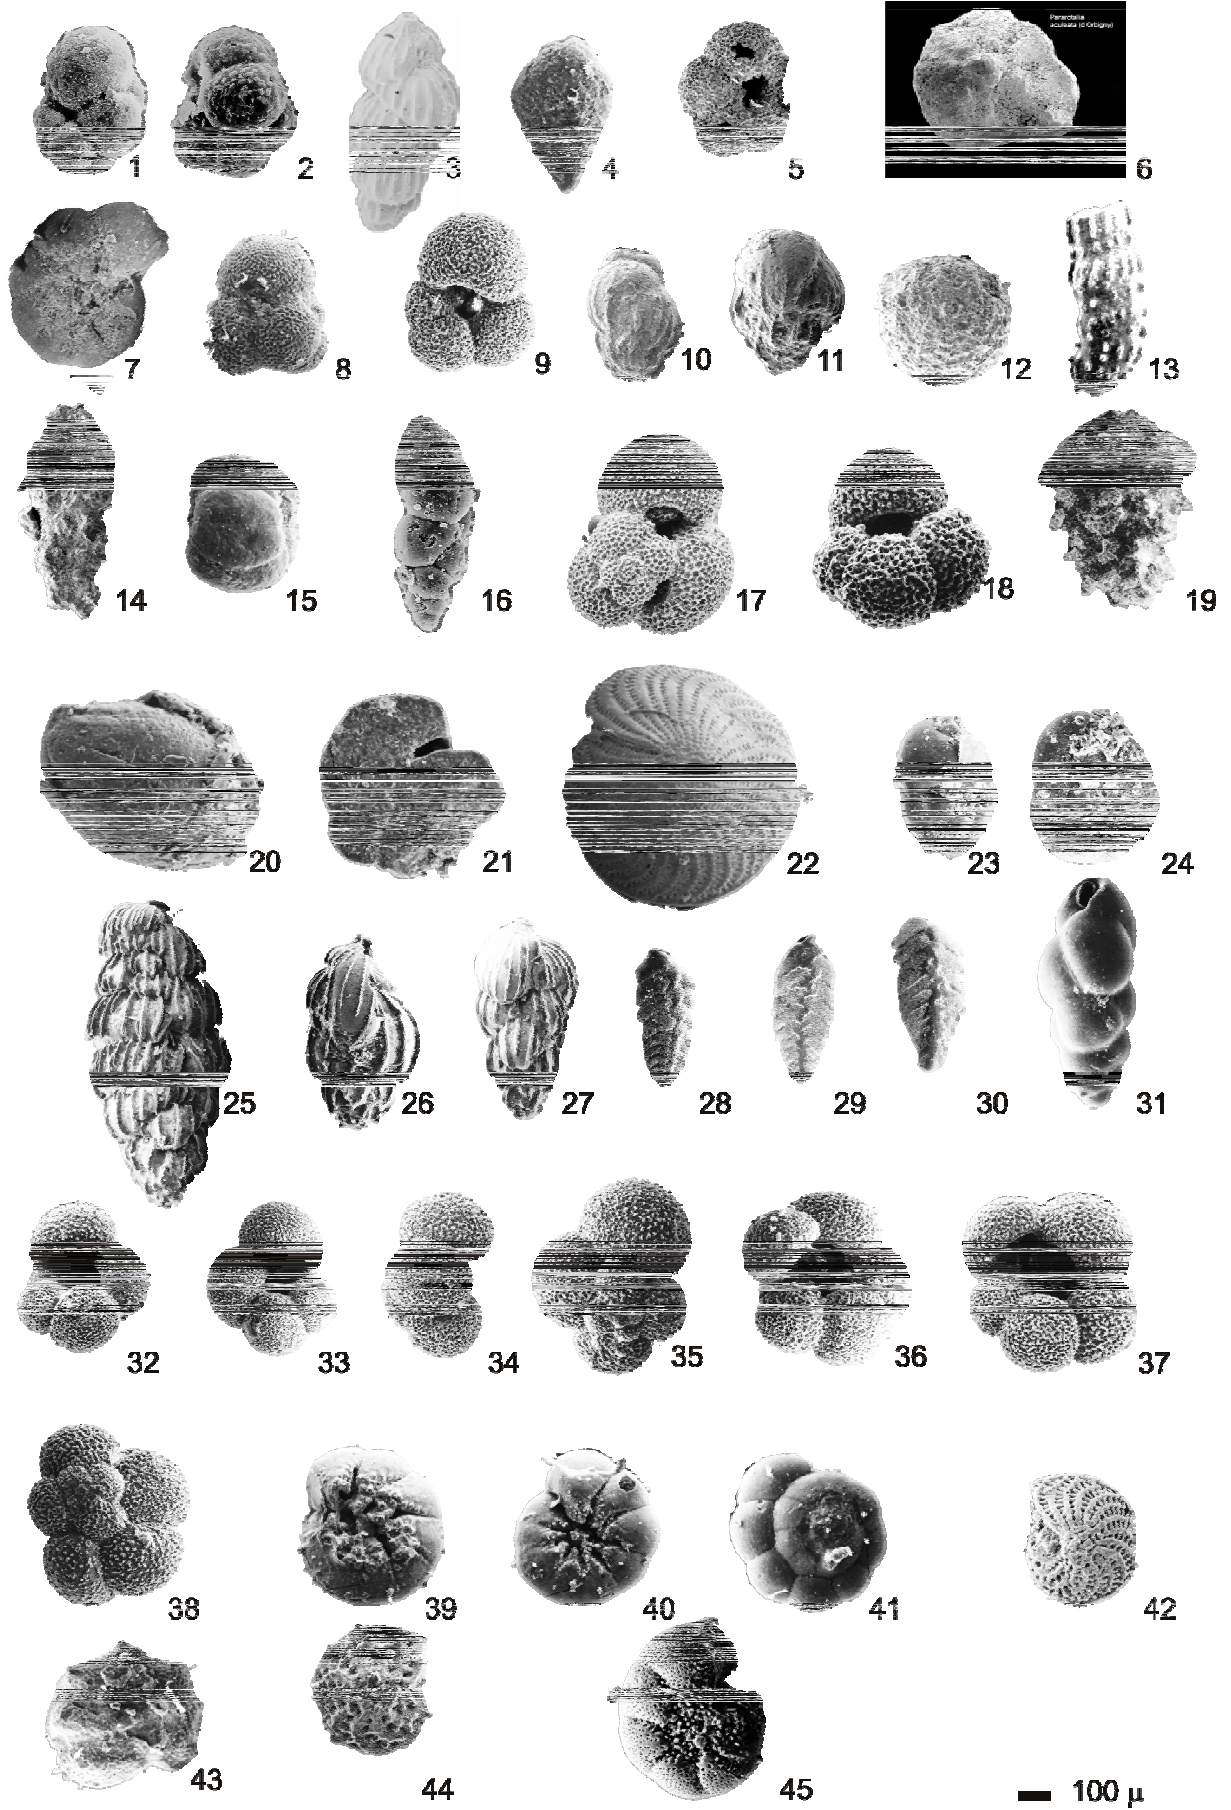 Pararotalia
aculeata (d'Orbigny)
1 2 3 4 5 6
7 8 9 10 11 12 13
14 15 16 17 18 19
20 21 22 23 24
25 26 27 28 29 30 31
32 33 34 35 36 37
38 39 40 41 42
43 44 45
100 µ